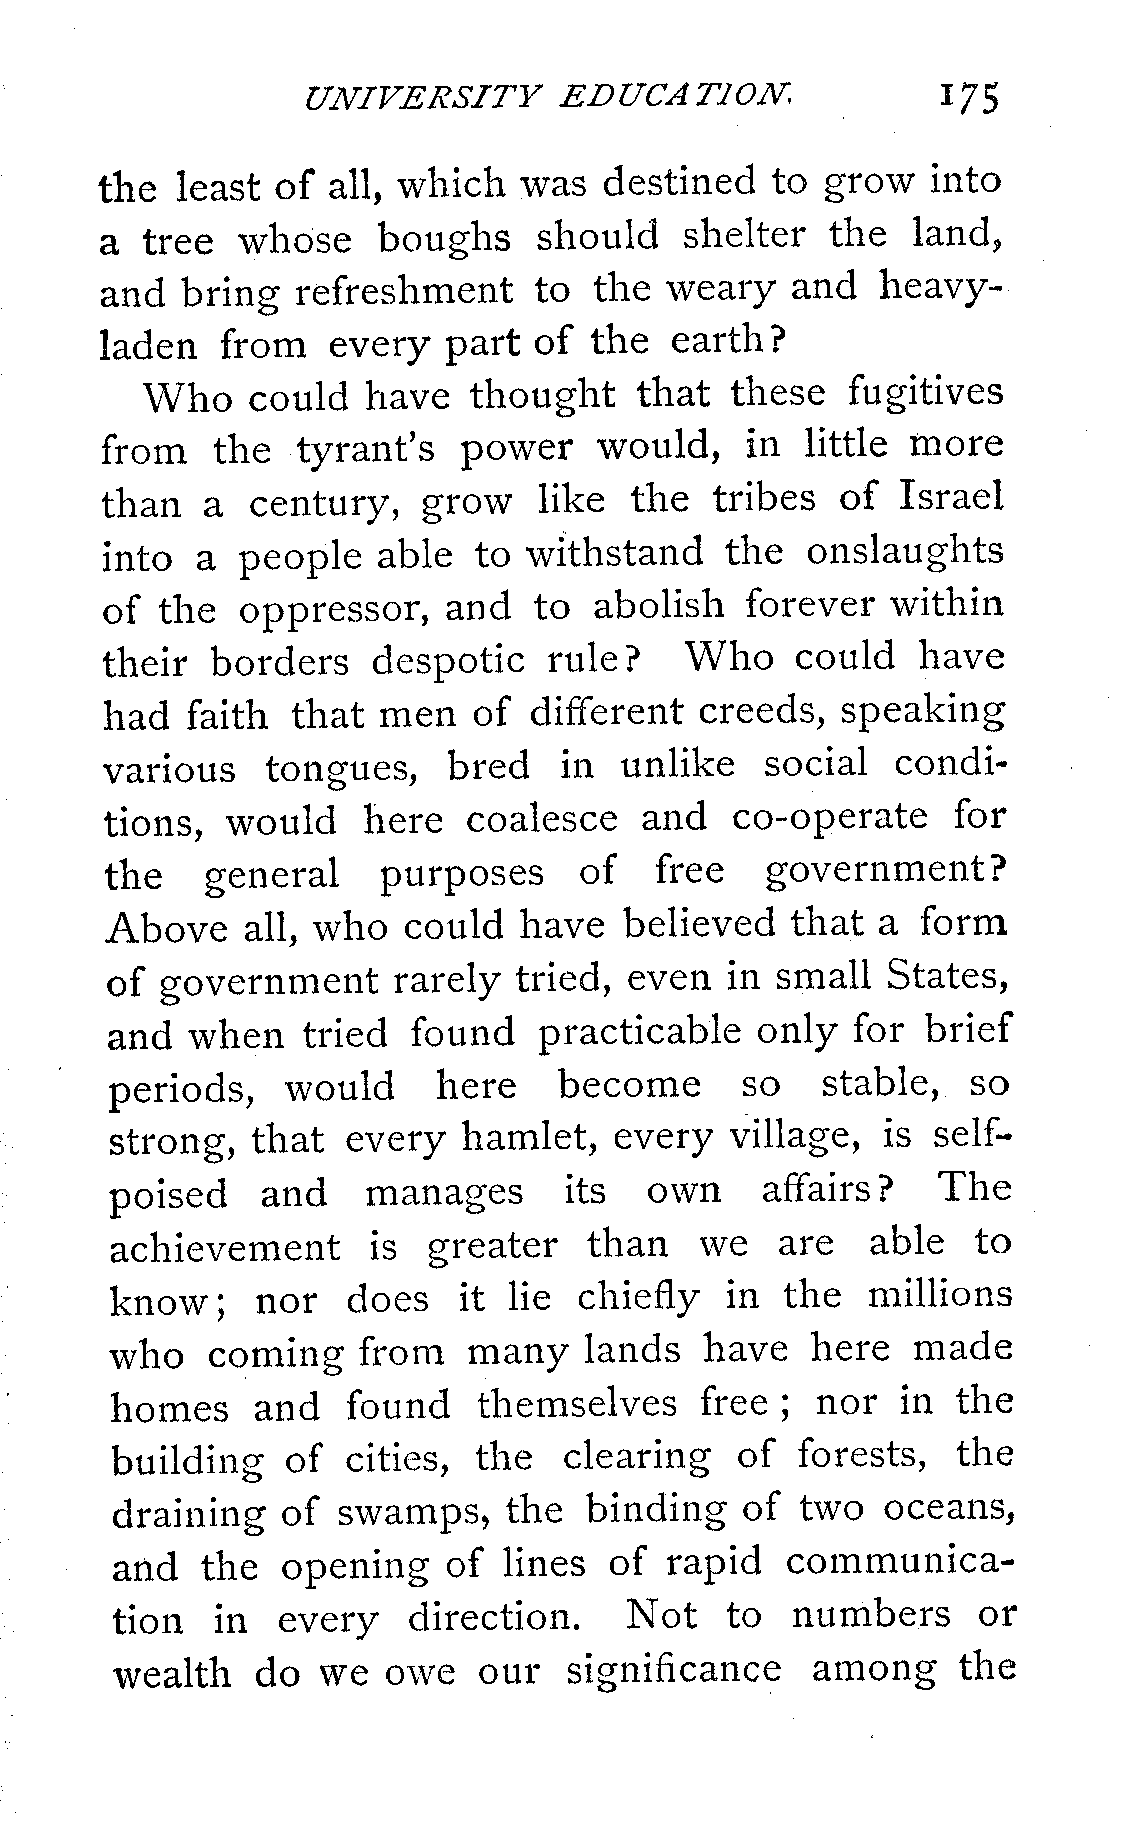 UNIVERSITY EDUCATION. 175
the least of all, which was destined to grow into
a tree whose boughs should shelter the land,
and bring refreshment to the weary and heavy-
laden from every part of the earth?
Who could have thought that these fugitives
from the tyrant's power would, in little more
than a century, grow like the tribes of Israel
into a people able to withstand the onslaughts
of the oppressor, and to abolish forever within
their borders despotic rule? Who could have
had faith that men of different creeds, speaking
various tongues, bred in unlike social condi-
tions, would here coalesce and co-operate for
the general purposes of free government?
Above all, who could have believed that a form
of government rarely tried, even in small States,
and when tried found practicable only for brief
periods, would here become so stable, so
strong, that every hamlet, every village, is self-
poised and manages its own affairs? The
achievement is greater than we are able to
know; nor does it lie chiefly in the millions
who coming from many lands have here made
homes and found themselves free; nor in the
building of cities, the clearing of forests, the
draining of swamps, the binding of two oceans,
and the opening of lines of rapid communica-
tion in every direction. Not to numbers or
wealth do we owe our significance among the